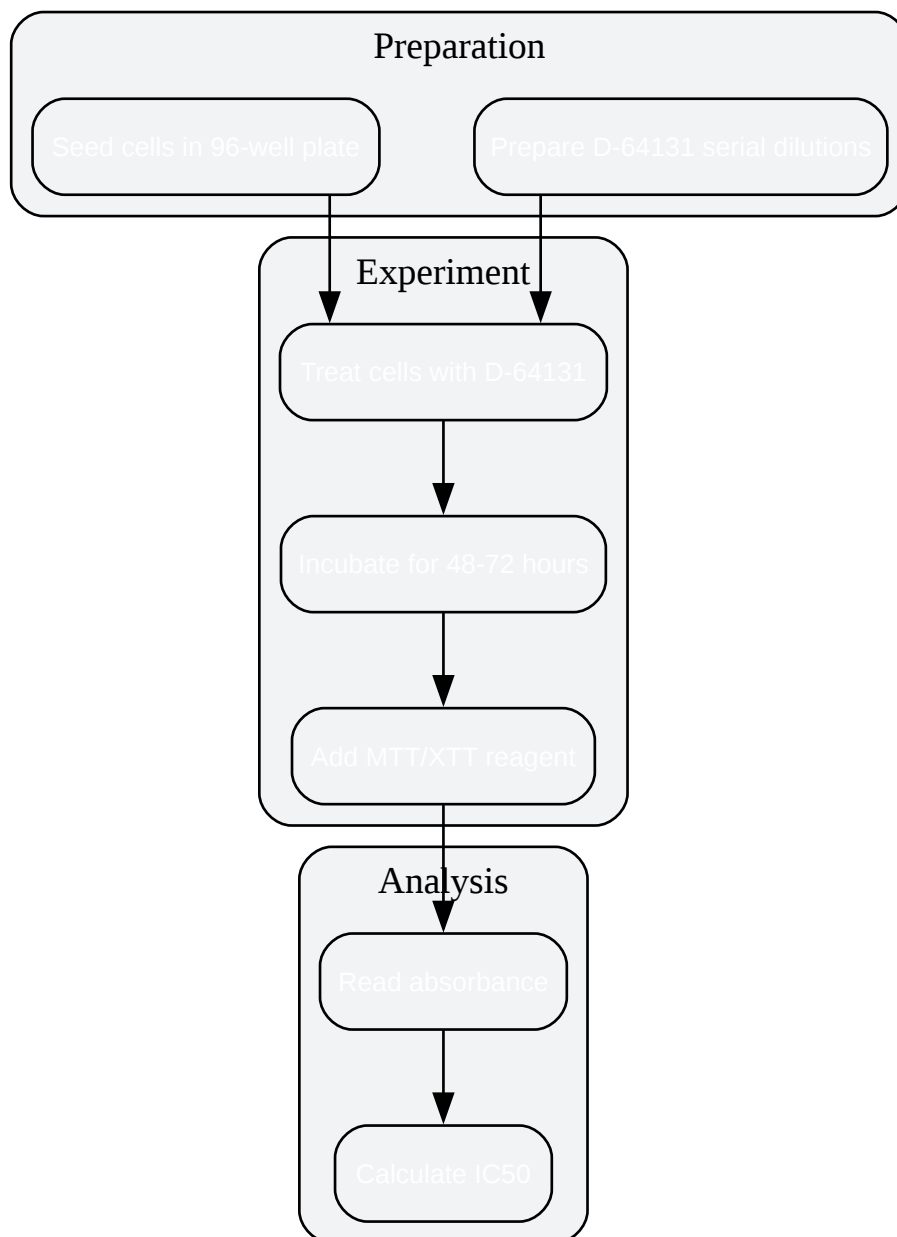 Preparation
Seed cells in 96-well plate
Prepare D-64131 serial dilutions
Experiment
Treat cells with D-64131
Incubate for 48-72 hours
Add MTT/XTT reagent
Analysis
Read absorbance
Calculate IC50